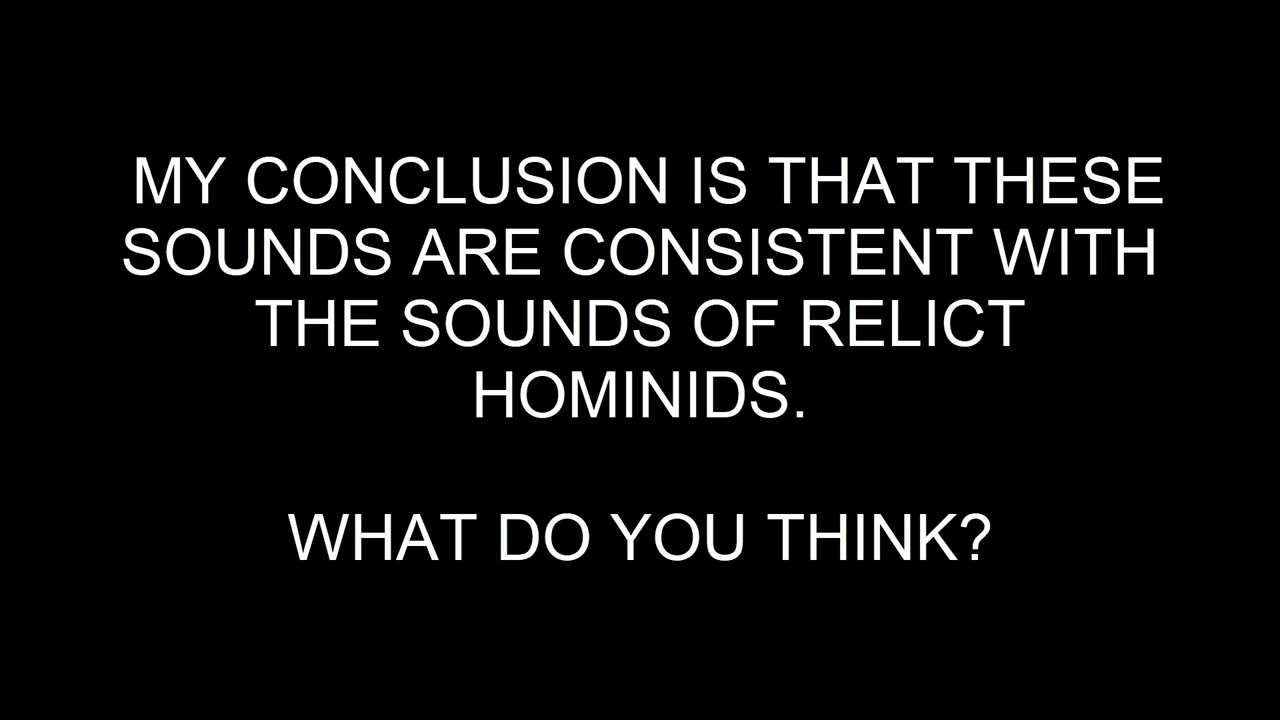 MY CONCLUSION IS THAT THESE
SOUNDS ARE CONSISTENT WITH
THE SOUNDS OF RELICT
HOMINIDS.
WHAT DO YOU THINK?